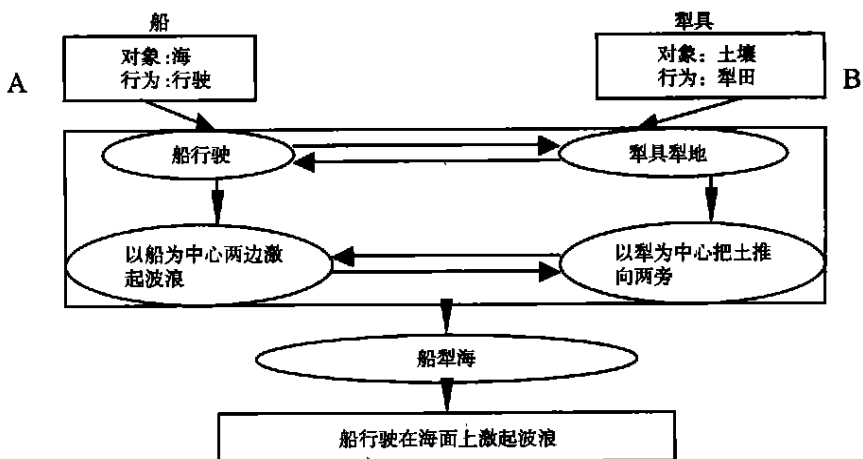 船
犁具
A
对象:海
行为:行驶
对象：土壤
行为：犁田
B
船行驶
犁具犁地
以船为中心两边激
起波浪
以犁为中心把土推
向两旁
船犁海
船行驶在海面上激起波浪